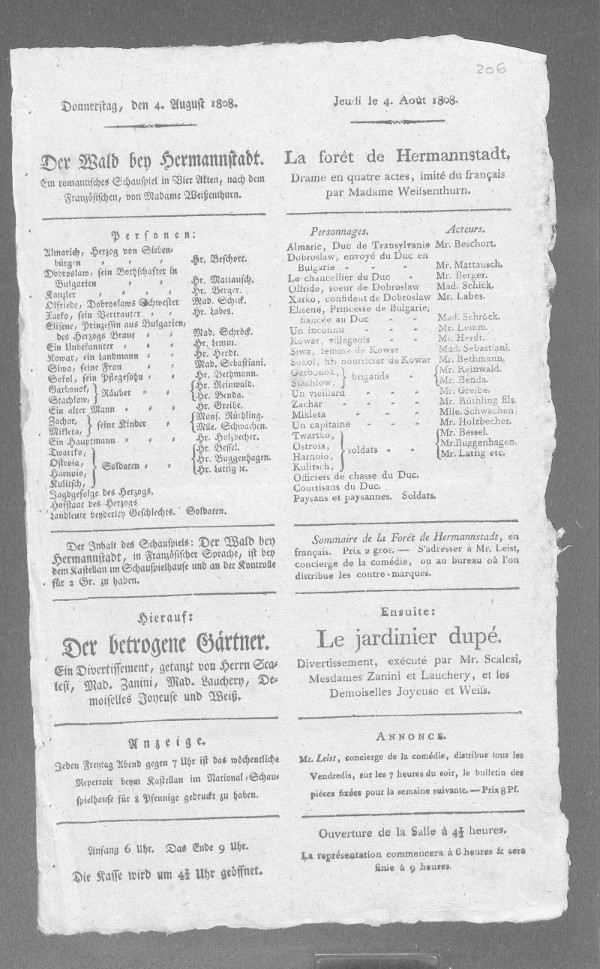 206
Donnerstag, den 4. August 1808.
Der Wald bey Hermannstadt.
Ein romantisches Schauspiel in Vier Akten, nach dem
Französischen, von Madame Weißenthurn.
Personen:
Almarich, Herzog von Sieben-
bürgen „ „ „ Hr. Beschort.
Dobroslaw, sein Bothschafter in
Bulgarien „ „ „ Hr. Mattausch.
Kanzler „ „ „ „ Hr. Berger.
Olfriede, Dobroslaws Schwester Mad. Schick.
Xarko, sein Vertrauter „ „ Hr. Labes.
Elisene, Prinzessin aus Bulgarien,
des Herzogs Braut „ „ Mad. Schröck.
Ein Unbekannter „ „ „ Hr. Lemm.
Kowar, ein Landmann „ „ Hr. Herdt.
Siwa, seine Frau „ „ Mad. Sebastiani.
Sokol, sein Pflegesohn „ „ Hr. Bethmann.
Garbonek, } Räuber „ „ { Hr. Reinwald.
Stachlow, } { Hr. Benda.
Ein alter Mann „ „ „ Hr. Greibe.
Zachar, } seine Kinder „ „ { Mons. Rüthling.
Mikleta, } { Mlle. Schwachen.
Ein Hauptmann „ „ „ Hr. Holzbecher.
Twartko, } { Hr. Bessel.
Ostroia, } Soldaten „ „ { Hr. Buggenhagen.
Harnoio, } { Hr. Lattig ꝛc.
Kulitsch, }
Jagdgefolge des Herzogs.
Hofstaat des Herzogs
Landleute beyderley Geschlechts. Soldaten.
Der Inhalt des Schauspiels: Der Wald bey
Hermannstadt, in Französischer Sprache, ist bey
dem Kastellan im Schauspielhause und an der Kontrolle
für 2 Gr. zu haben.
Hierauf:
Der betrogene Gärtner.
Ein Divertissement, getanzt von Herrn Sca-
lesi, Mad. Zanini, Mad. Lauchery, De-
moiselles Joyeuse und Weiß.
Anzeige.
Jeden Freytag Abend gegen 7 Uhr ist das wöchentliche
Repertoir beym Kastellan im National-Schau-
spielhause für 8 Pfennige gedruckt zu haben.
Anfang 6 Uhr. Das Ende 9 Uhr.
Die Kasse wird um 4½ Uhr geöffnet.
Jeudi le 4. Août 1808.
La forêt de Hermannstadt.
Drame en quatre actes, imité du français
par Madame Weifsenthurn.
Personnages. Acteurs.
Almaric, Duc de Transylvanie Mr. Beschort.
Dobroslaw, envoyé du Duc en
Bulgarie - - - Mr. Mattausch.
Le chancellier du Duc - Mr. Berger.
Olfride, soeur de Dobroslaw Mad. Schick.
Xarko, confident de Dobroslaw Mr. Labes.
Elisene, Princesse de Bulgarie,
fiancée au Duc - - Mad. Schröck.
Un inconnu - - - Mr. Lemm.
Kowar, villageois - - Mr. Herdt.
Siwa, femme de Kowar Mad. Sebastiani.
Sokol, fils nourricier de Kowar Mr. Bethmann.
Garbonek, } brigands - - { Mr. Reinwald.
Stachlow, } { Mr. Benda.
Un vieillard - - - Mr. Greibe.
Zachar - - - Mr. Rüthling fils.
Mikleta - - - Mlle. Schwachen.
Un capitaine - - - Mr. Holzbecher.
Twartko, } { Mr. Bessel.
Ostroia, } soldats - - { Mr. Buggenhagen.
Harnoio, } { Mr. Lattig etc.
Kulitsch, }
Officiers de chasse du Duc.
Courtisans du Duc.
Paysans et paysannes. Soldats.
Sommaire de la Forêt de Hermannstadt, en
français. Prix 2 gros. — S'adresser à Mr. Leist,
concierge de la comédie, ou au bureau où l'on
distribue les contre-marques.
Ensuite:
Le jardinier dupé.
Divertissement, exécuté par Mr. Scalesi,
Mesdames Zanini et Lauchery, et les
Demoiselles Joyeuse et Weifs.
ANNONCE.
Mr. Leist, concierge de la comédie, distribue tous les
Vendredis, sur les 7 heures du soir, le bulletin des
piéces fixées pour la semaine suivante. — Prix 8 Pf.
Ouverture de la Salle à 4½ heures.
La représentation commencera à 6 heures & sera
finie à 9 heures.